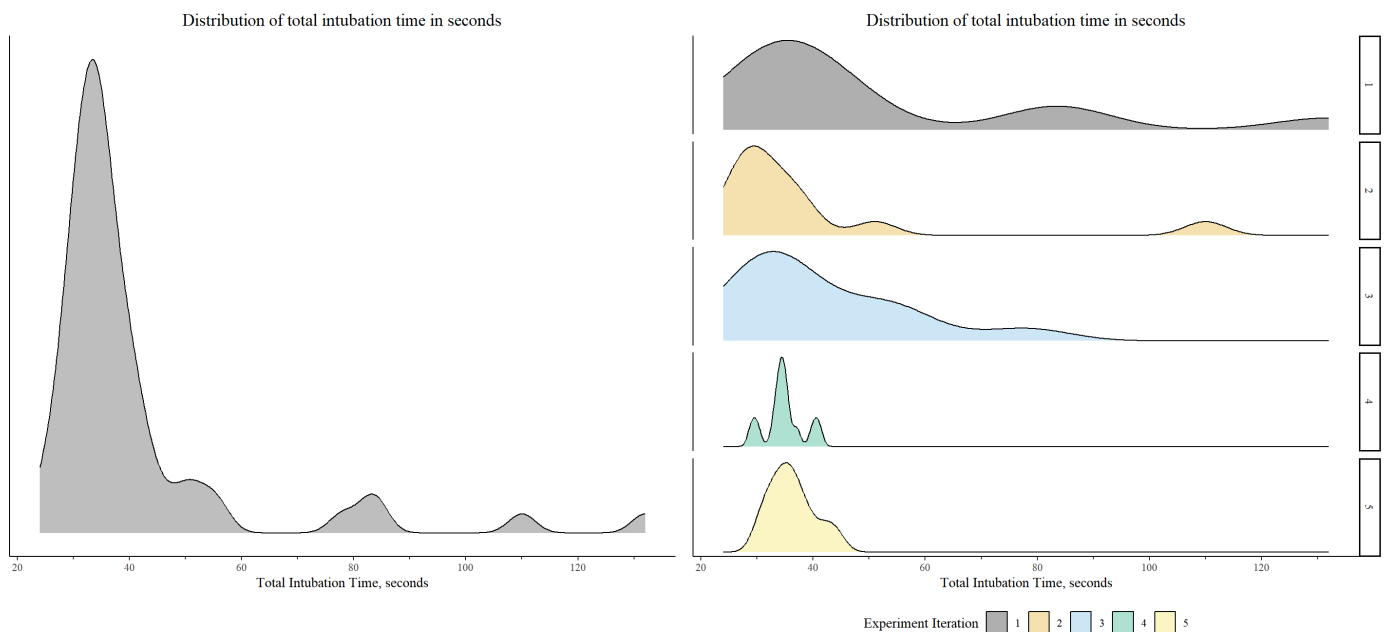 Distribution of total intubation time in seconds
20 40 60 80 100 120
Total Intubation Time, seconds
Distribution of total intubation time in seconds
1
2
3
4
5
20 40 60 80 100 120
Total Intubation Time, seconds
Experiment Iteration 1 2 3 4 5